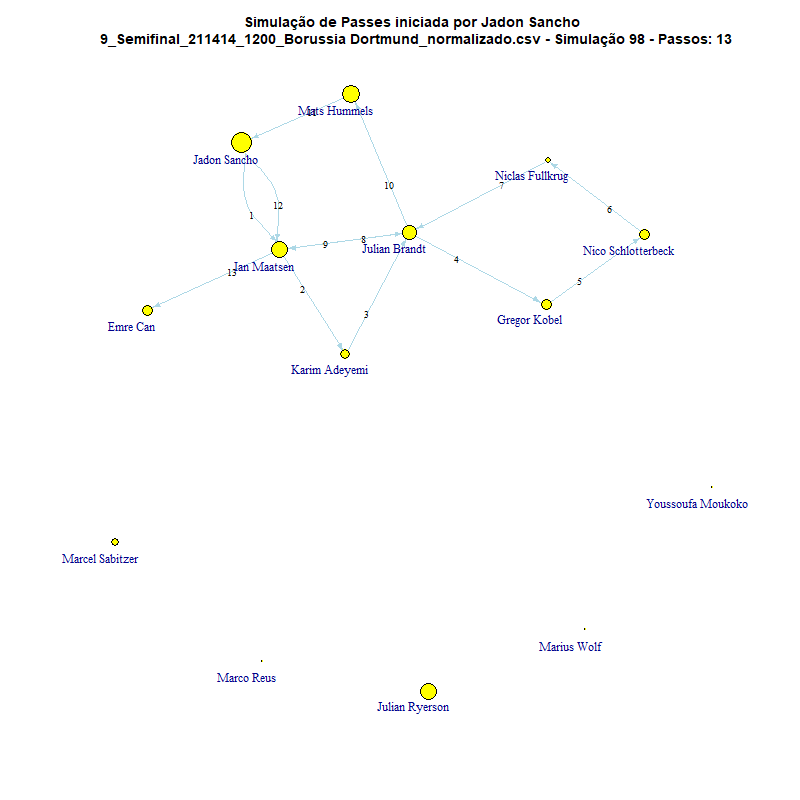 Simulação de Passes iniciada por Jadon Sancho
9_Semifinal_211414_1200_Borussia Dortmund_normalizado.csv - Simulação 98 - Passos: 13
Mats Hummels
11
Jadon Sancho
Niclas Fullkrug
7
10
12
6
1
Julian Brandt
8
9
Nico Schlotterbeck
4
Ian Maatsen
13
2
5
3
Gregor Kobel
Emre Can
Karim Adeyemi
Youssoufa Moukoko
Marcel Sabitzer
Marius Wolf
Marco Reus
Julian Ryerson